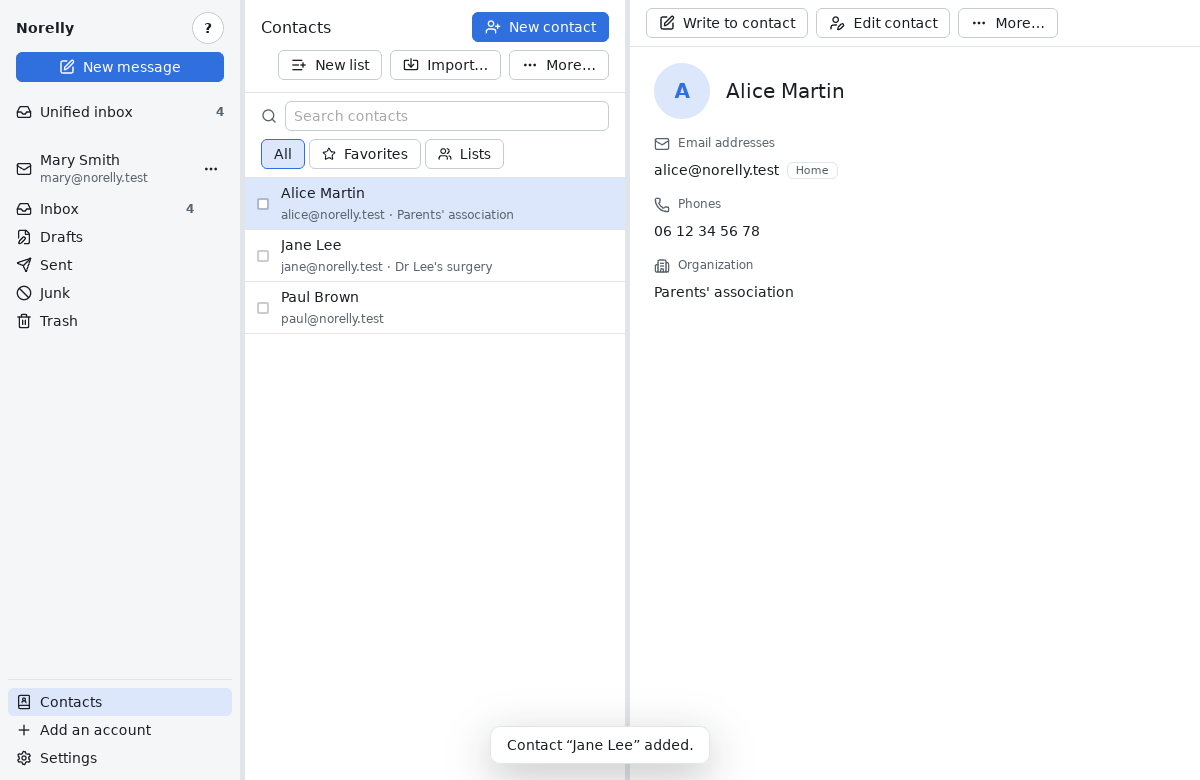 Norelly
?
New message
Unified inbox 4
Mary Smith
mary@norelly.test
Inbox 4
Drafts
Sent
Junk
Trash
Contacts
Add an account
Settings
Contacts
New contact
New list
Import...
More...
Search contacts
All
Favorites
Lists
Alice Martin
alice@norelly.test · Parents' association
Jane Lee
jane@norelly.test · Dr Lee's surgery
Paul Brown
paul@norelly.test
Write to contact
Edit contact
More...
A
Alice Martin
Email addresses
alice@norelly.test Home
Phones
06 12 34 56 78
Organization
Parents' association
Contact “Jane Lee” added.